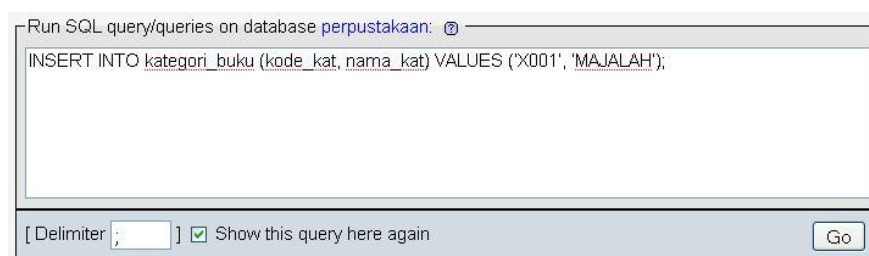 Run SQL query/queries on database perpustakaan:
INSERT INTO kategori_buku (kode_kat, nama_kat) VALUES ('X001', 'MAJALAH');
[ Delimiter ; ] Show this query here again Go